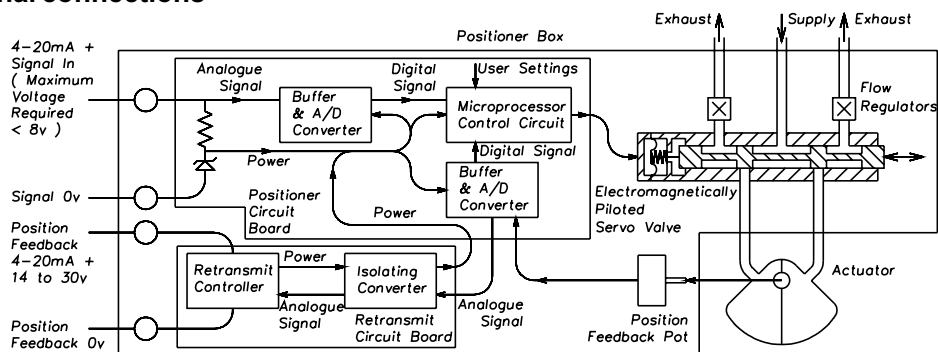 4-20mA +
Signal In
( Maximum
Voltage
Required
< 8v )
Signal 0v
Position
Feedback
4-20mA +
14 to 30v
Position
Feedback 0v
Positioner Box
Exhaust
Supply
Exhaust
Flow
Regulators
Analogue
Signal
Buffer
& A/D
Converter
Digital
Signal
User Settings
Microprocessor
Control Circuit
Power
Digital Signal
Buffer
& A/D
Converter
Positioner
Circuit
Board
Power
Electromagnetically
Piloted
Servo Valve
Retransmit
Controller
Power
Isolating
Converter
Analogue
Signal
Retransmit
Circuit Board
Analogue
Signal
Position
Feedback Pot
Actuator